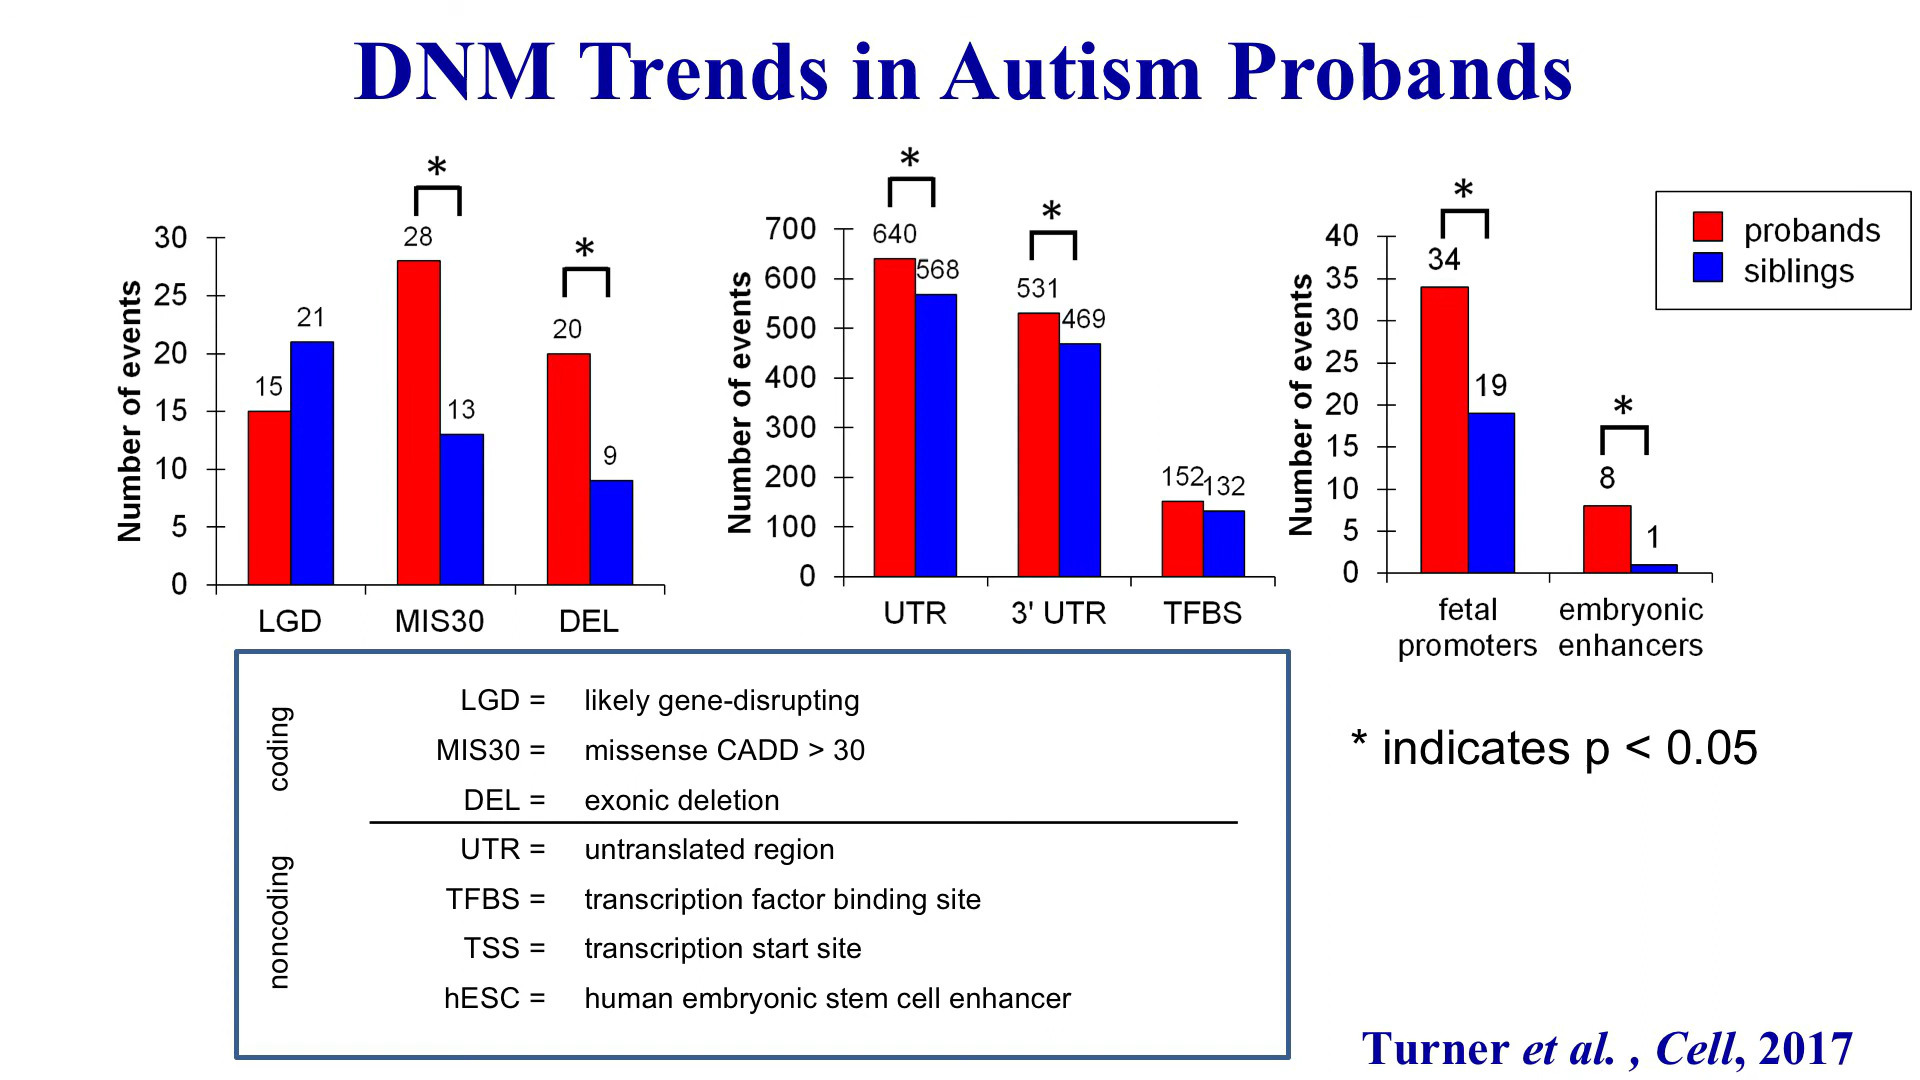 DNM Trends in Autism Probands
*
*
30
25
20
15
10
5
0
Number of events
15
21
28
13
20
9
LGD
MIS30
DEL
*
*
700
600
500
400
300
200
100
0
Number of events
640
568
531
469
152
132
UTR
3' UTR
TFBS
*
*
40
35
30
25
20
15
10
5
0
Number of events
34
19
8
1
fetal promoters
embryonic enhancers
probands
siblings
coding
LGD = likely gene-disrupting
MIS30 = missense CADD > 30
DEL = exonic deletion
noncoding
UTR = untranslated region
TFBS = transcription factor binding site
TSS = transcription start site
hESC = human embryonic stem cell enhancer
* indicates p < 0.05
Turner et al. , Cell, 2017